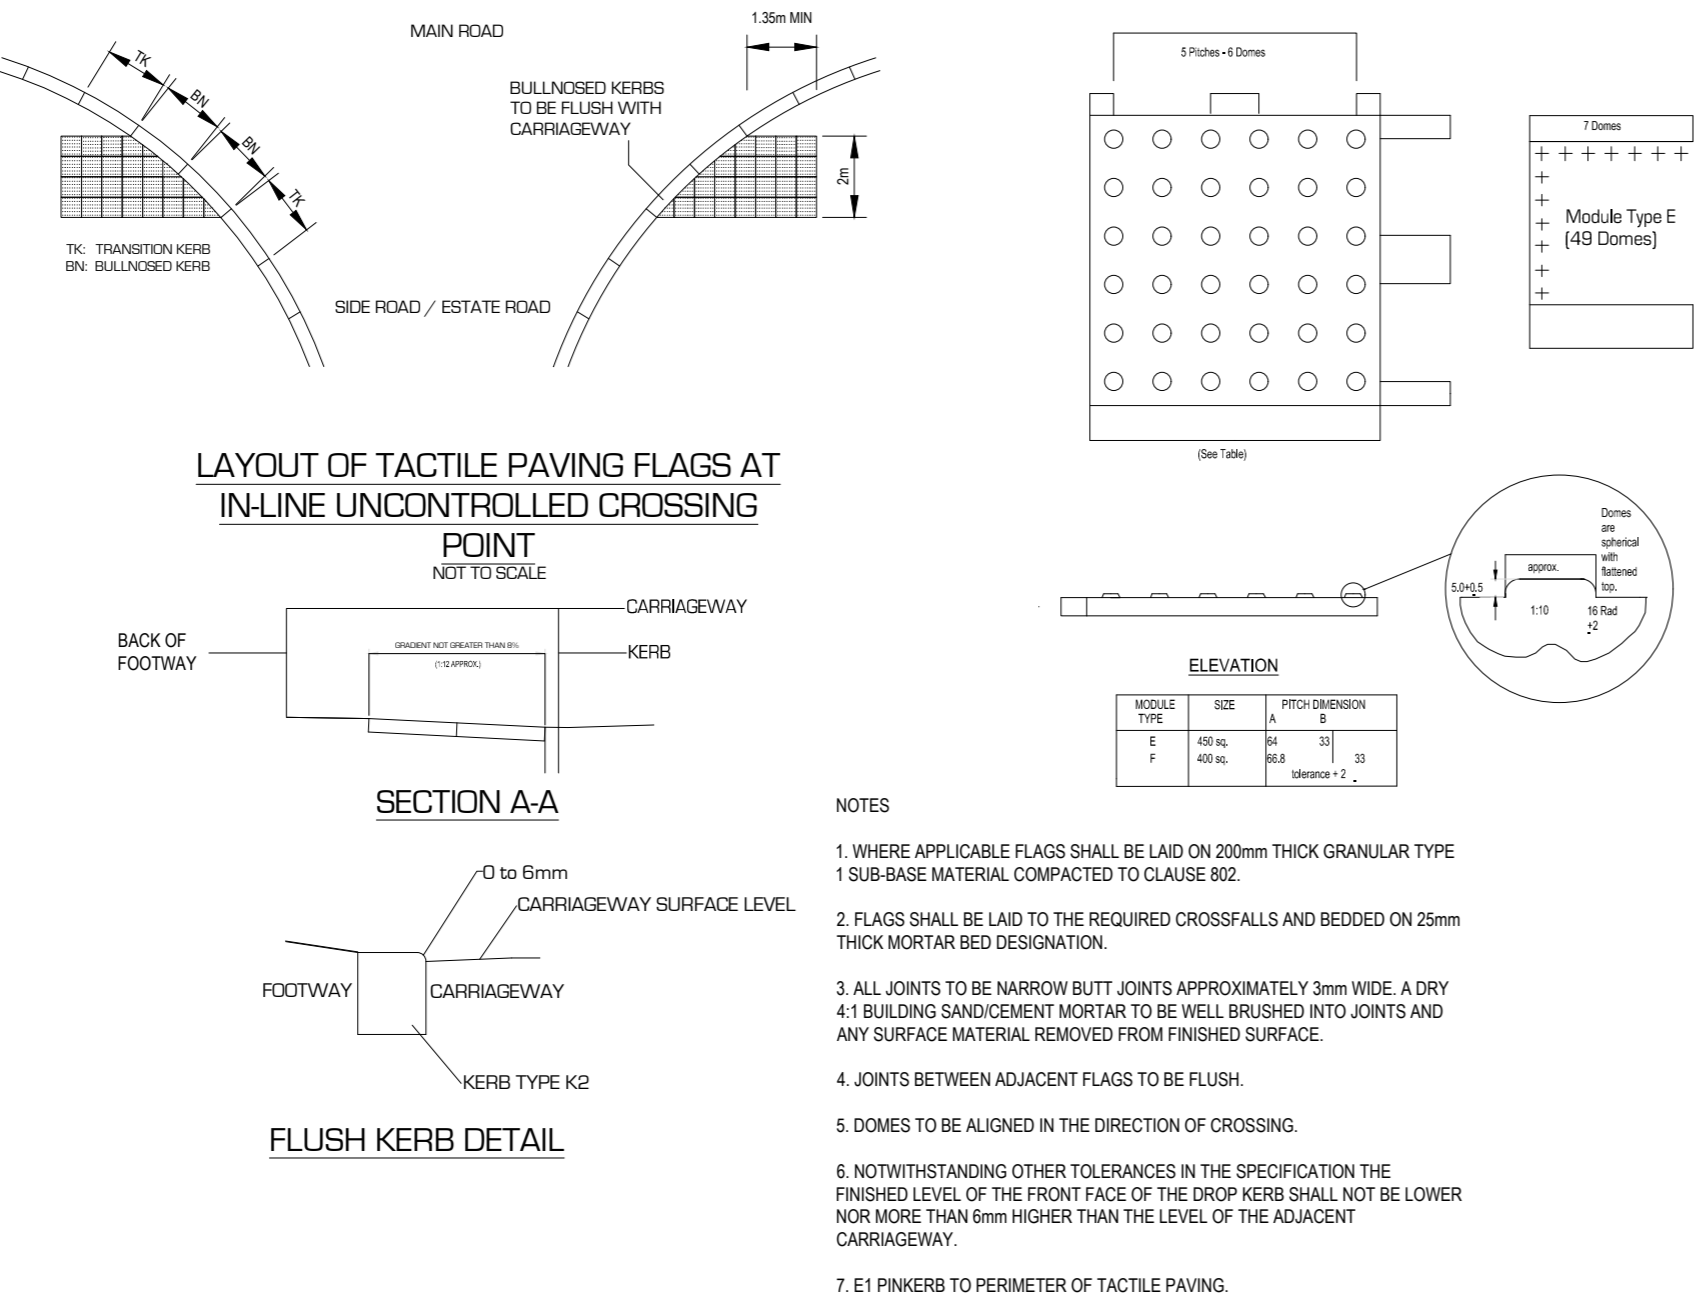 MAIN ROAD
1.35m MIN
TK
BN
BN
TK
BULLNOSED KERBS
TO BE FLUSH WITH
CARRIAGEWAY
2m
TK: TRANSITION KERB
BN: BULLNOSED KERB
SIDE ROAD / ESTATE ROAD
LAYOUT OF TACTILE PAVING FLAGS AT
IN-LINE UNCONTROLLED CROSSING
POINT
NOT TO SCALE
5 Pitches - 6 Domes
(See Table)
7 Domes
Module Type E
(49 Domes)
CARRIAGEWAY
BACK OF
FOOTWAY
GRADIENT NOT GREATER THAN 8%
(1:12 APPROX.)
KERB
SECTION A-A
Domes
are
spherical
with
flattened
top.
approx.
5.0+0.5
1:10
16 Rad
+2
ELEVATION
MODULE TYPE SIZE PITCH DIMENSION
A B
E 450 sq. 64 33
F 400 sq. 66.8 33
tolerance + 2
0 to 6mm
CARRIAGEWAY SURFACE LEVEL
FOOTWAY
CARRIAGEWAY
KERB TYPE K2
FLUSH KERB DETAIL
NOTES
1. WHERE APPLICABLE FLAGS SHALL BE LAID ON 200mm THICK GRANULAR TYPE
1 SUB-BASE MATERIAL COMPACTED TO CLAUSE 802.
2. FLAGS SHALL BE LAID TO THE REQUIRED CROSSFALLS AND BEDDED ON 25mm
THICK MORTAR BED DESIGNATION.
3. ALL JOINTS TO BE NARROW BUTT JOINTS APPROXIMATELY 3mm WIDE. A DRY
4:1 BUILDING SAND/CEMENT MORTAR TO BE WELL BRUSHED INTO JOINTS AND
ANY SURFACE MATERIAL REMOVED FROM FINISHED SURFACE.
4. JOINTS BETWEEN ADJACENT FLAGS TO BE FLUSH.
5. DOMES TO BE ALIGNED IN THE DIRECTION OF CROSSING.
6. NOTWITHSTANDING OTHER TOLERANCES IN THE SPECIFICATION THE
FINISHED LEVEL OF THE FRONT FACE OF THE DROP KERB SHALL NOT BE LOWER
NOR MORE THAN 6mm HIGHER THAN THE LEVEL OF THE ADJACENT
CARRIAGEWAY.
7. E1 PINKERB TO PERIMETER OF TACTILE PAVING.